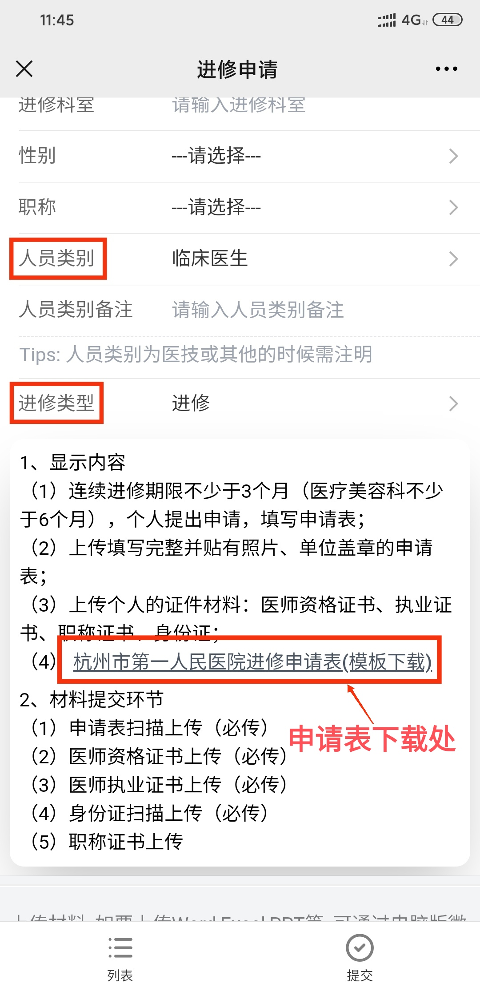 11:45
4G
44
进修申请
进修科室 请输入进修科室
性别 ---请选择---
职称 ---请选择---
人员类别 临床医生
人员类别备注 请输入人员类别备注
Tips: 人员类别为医技或其他的时候需注明
进修类型 进修
1、显示内容
（1）连续进修期限不少于3个月（医疗美容科不少
于6个月），个人提出申请，填写申请表；
（2）上传填写完整并贴有照片、单位盖章的申请
表；
（3）上传个人的证件材料：医师资格证书、执业证
书、职称证书、身份证；
（4）杭州市第一人民医院进修申请表(模板下载)
2、材料提交环节
（1）申请表扫描上传（必传）
申请表下载处
（2）医师资格证书上传（必传）
（3）医师执业证书上传（必传）
（4）身份证扫描上传（必传）
（5）职称证书上传
上传材料 如要上传Word,Excel,PPT等 可通过电脑版微
列表
提交